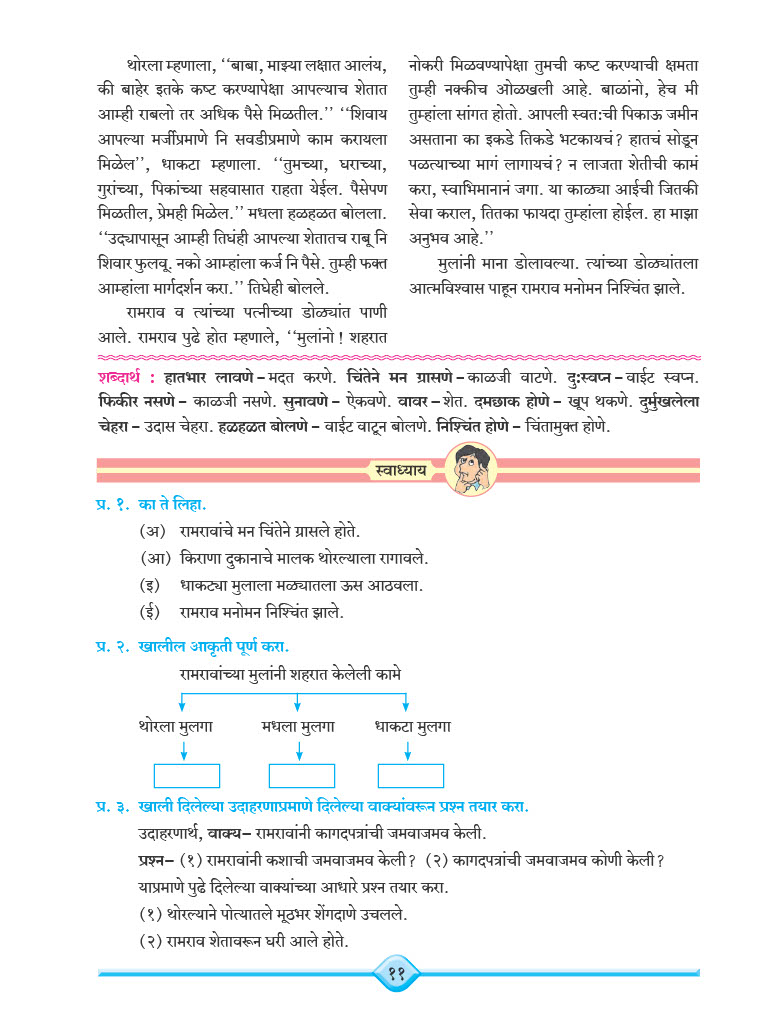 थोरला म्हणाला, ‘‘बाबा, माझ्या लक्षात आलंय,
की बाहेर इतके कष्ट करण्यापेक्षा आपल्याच शेतात
आम्ही राबलो तर अधिक पैसे मिळतील.’’ ‘‘शिवाय
आपल्या मर्जीप्रमाणे नि सवडीप्रमाणे काम करायला
मिळेल’’, धाकटा म्हणाला. ‘‘तुमच्या, घराच्या,
गुरांच्या, पिकांच्या सहवासात राहता येईल. पैसेपण
मिळतील, प्रेमही मिळेल.’’ मधला हळहळत बोलला.
‘‘उद्यापासून आम्ही तिघंही आपल्या शेतातच राबू नि
शिवार फुलवू. नको आम्हांला कर्ज नि पैसे. तुम्ही फक्त
आम्हांला मार्गदर्शन करा.’’ तिघेही बोलले.
रामराव व त्यांच्या पत्नीच्या डोळ्यांत पाणी
आले. रामराव पुढे होत म्हणाले, ‘‘मुलांनो ! शहरात
नोकरी मिळवण्यापेक्षा तुमची कष्ट करण्याची क्षमता
तुम्ही नक्कीच ओळखली आहे. बाळांनो, हेच मी
तुम्हांला सांगत होतो. आपली स्वत:ची पिकाऊ जमीन
असताना का इकडे तिकडे भटकायचं? हातचं सोडून
पळत्याच्या मागं लागायचं? न लाजता शेतीची कामं
करा, स्वाभिमानानं जगा. या काळ्या आईची जितकी
सेवा कराल, तितका फायदा तुम्हांला होईल. हा माझा
अनुभव आहे.’’
मुलांनी माना डोलावल्या. त्यांच्या डोळ्यांतला
आत्मविश्वास पाहून रामराव मनोमन निश्चिंत झाले.
शब्दार्थ : हातभार लावणे – मदत करणे. चिंतेने मन ग्रासणे – काळजी वाटणे. दु:स्वप्न – वाईट स्वप्न.
फिकीर नसणे – काळजी नसणे. सुनावणे – ऐकवणे. वावर – शेत. दमछाक होणे – खूप थकणे. दुर्मुखलेला
चेहरा – उदास चेहरा. हळहळत बोलणे – वाईट वाटून बोलणे. निश्चिंत होणे – चिंतामुक्त होणे.
स्वाध्याय
प्र. १. का ते लिहा.
(अ) रामरावांचे मन चिंतेने ग्रासले होते.
(आ) किराणा दुकानाचे मालक थोरल्याला रागावले.
(इ) धाकट्या मुलाला मळ्यातला ऊस आठवला.
(ई) रामराव मनोमन निश्चिंत झाले.
प्र. २. खालील आकृती पूर्ण करा.
रामरावांच्या मुलांनी शहरात केलेली कामे
थोरला मुलगा मधला मुलगा धाकटा मुलगा
प्र. ३. खाली दिलेल्या उदाहरणाप्रमाणे दिलेल्या वाक्यांवरून प्रश्न तयार करा.
उदाहरणार्थ, वाक्य– रामरावांनी कागदपत्रांची जमवाजमव केली.
प्रश्न– (१) रामरावांनी कशाची जमवाजमव केली? (२) कागदपत्रांची जमवाजमव कोणी केली?
याप्रमाणे पुढे दिलेल्या वाक्यांच्या आधारे प्रश्न तयार करा.
(१) थोरल्याने पोत्यातले मूठभर शेंगदाणे उचलले.
(२) रामराव शेतावरून घरी आले होते.
११